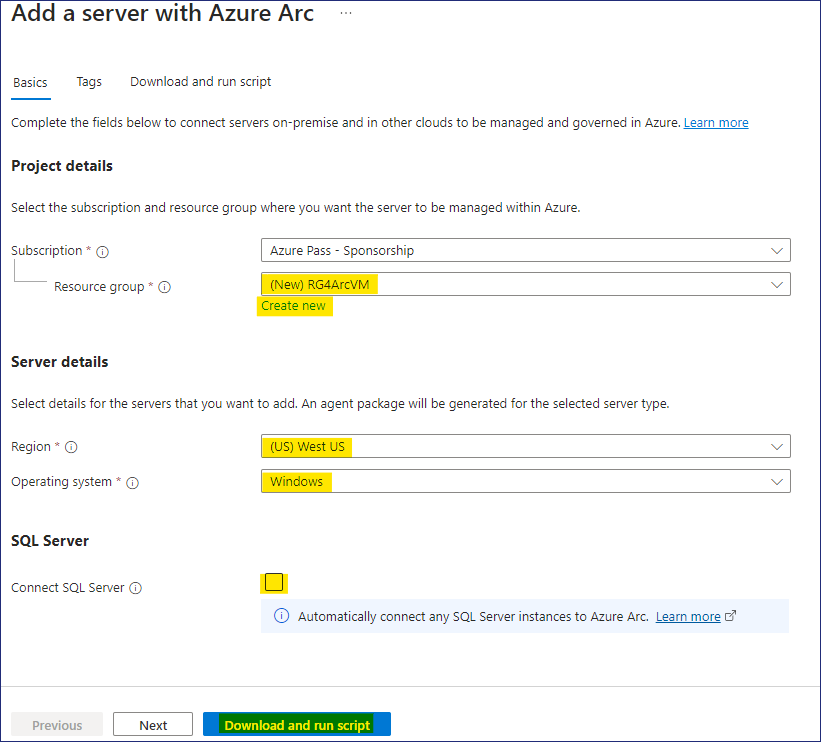 Add a server with Azure Arc ...
Basics Tags Download and run script
Complete the fields below to connect servers on-premise and in other clouds to be managed and governed in Azure. Learn more
Project details
Select the subscription and resource group where you want the server to be managed within Azure.
Subscription * Azure Pass - Sponsorship
Resource group * (New) RG4ArcVM
Create new
Server details
Select details for the servers that you want to add. An agent package will be generated for the selected server type.
Region * (US) West US
Operating system * Windows
SQL Server
Connect SQL Server
Automatically connect any SQL Server instances to Azure Arc. Learn more
Previous Next Download and run script